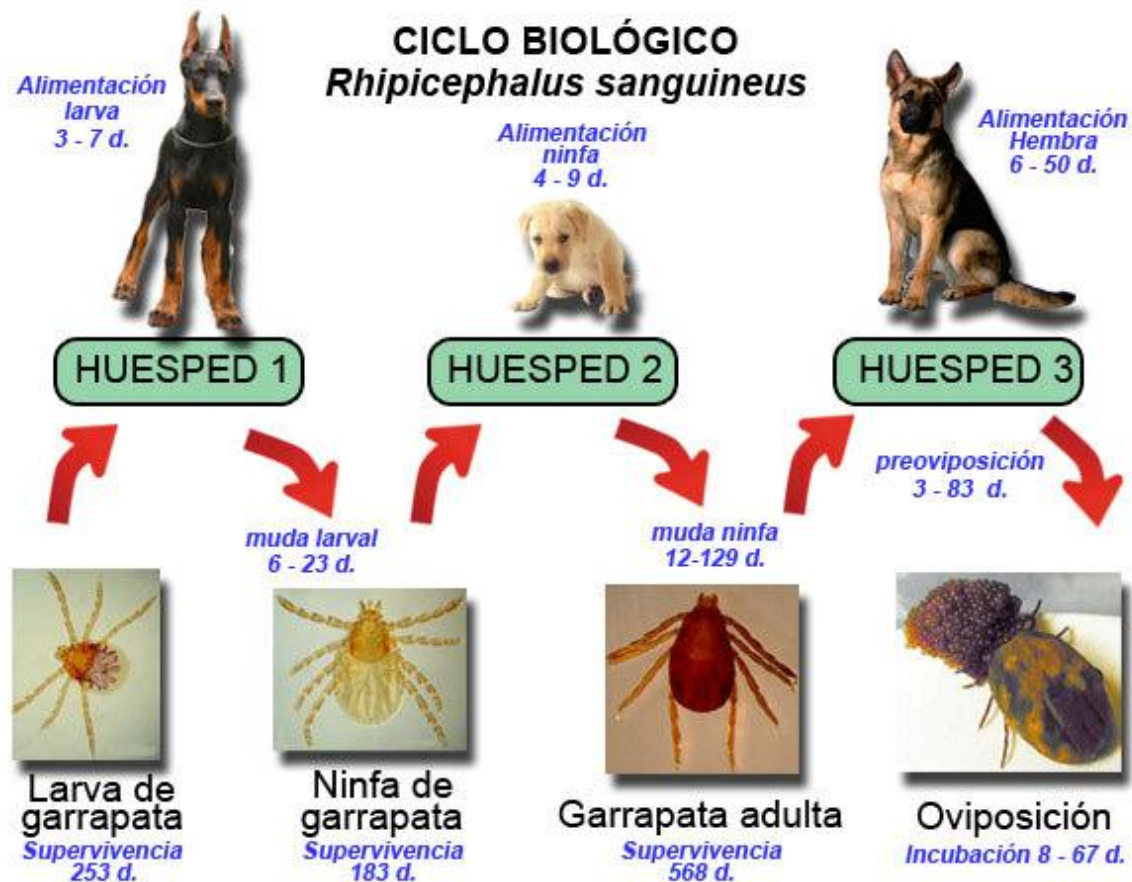 CICLO BIOLÓGICO
Rhipicephalus sanguineus
Alimentación
larva
3 - 7 d.
Alimentación
ninfa
4 - 9 d.
Alimentación
Hembra
6 - 50 d.
HUESPED 1
HUESPED 2
HUESPED 3
muda larval
6 - 23 d.
muda ninfa
12-129 d.
preoviposición
3 - 83 d.
Larva de
garrapata
Supervivencia
253 d.
Ninfa de
garrapata
Supervivencia
183 d.
Garrapata adulta
Supervivencia
568 d.
Oviposición
Incubación 8 - 67 d.